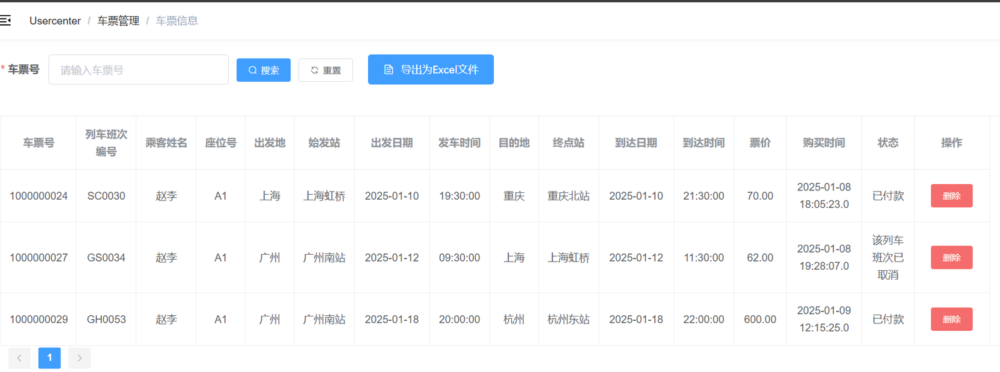 Usercenter / 车票管理 / 车票信息
* 车票号 请输入车票号 搜索 重置 导出为Excel文件
车票号 列车班次编号 乘客姓名 座位号 出发地 始发站 出发日期 发车时间 目的地 终点站 到达日期 到达时间 票价 购买时间 状态 操作
1000000024 SC0030 赵李 A1 上海 上海虹桥 2025-01-10 19:30:00 重庆 重庆北站 2025-01-10 21:30:00 70.00 2025-01-08 18:05:23.0 已付款 删除
1000000027 GS0034 赵李 A1 广州 广州南站 2025-01-12 09:30:00 上海 上海虹桥 2025-01-12 11:30:00 62.00 2025-01-08 19:28:07.0 该列车班次已取消 删除
1000000029 GH0053 赵李 A1 广州 广州南站 2025-01-18 20:00:00 杭州 杭州东站 2025-01-18 22:00:00 600.00 2025-01-09 12:15:25.0 已付款 删除
1